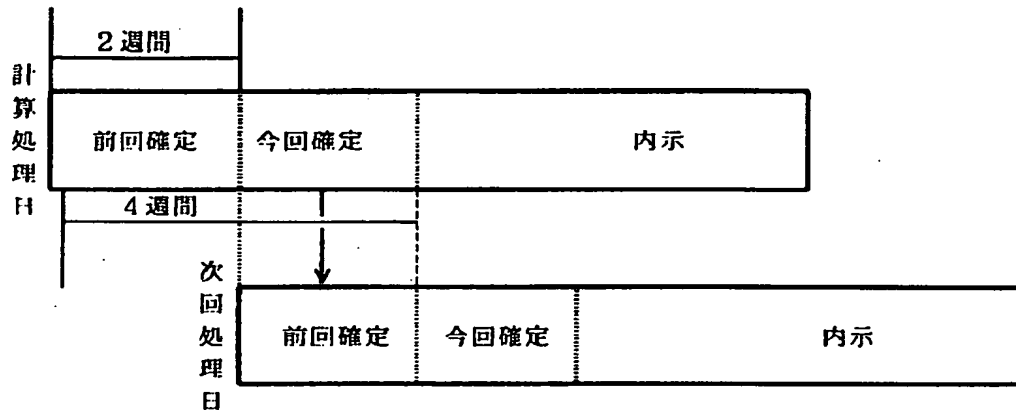 2週間
計算処理日
前回確定
今回確定
内示
4週間
次回処理日
前回確定
今回確定
内示